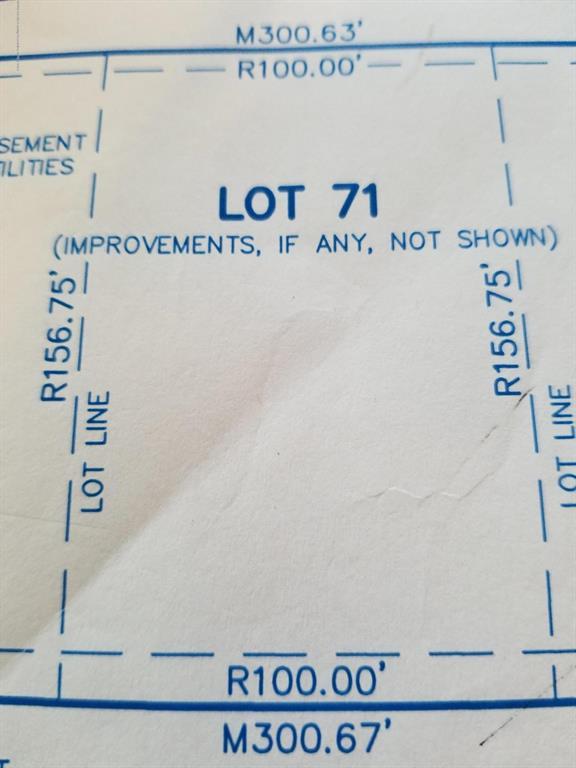 M300.63'
R100.00'
SEMENT
ILITIES
LOT 71
(IMPROVEMENTS, IF ANY, NOT SHOWN)
R156.75'
LOT LINE
R156.75'
LOT LINE
R100.00'
M300.67'